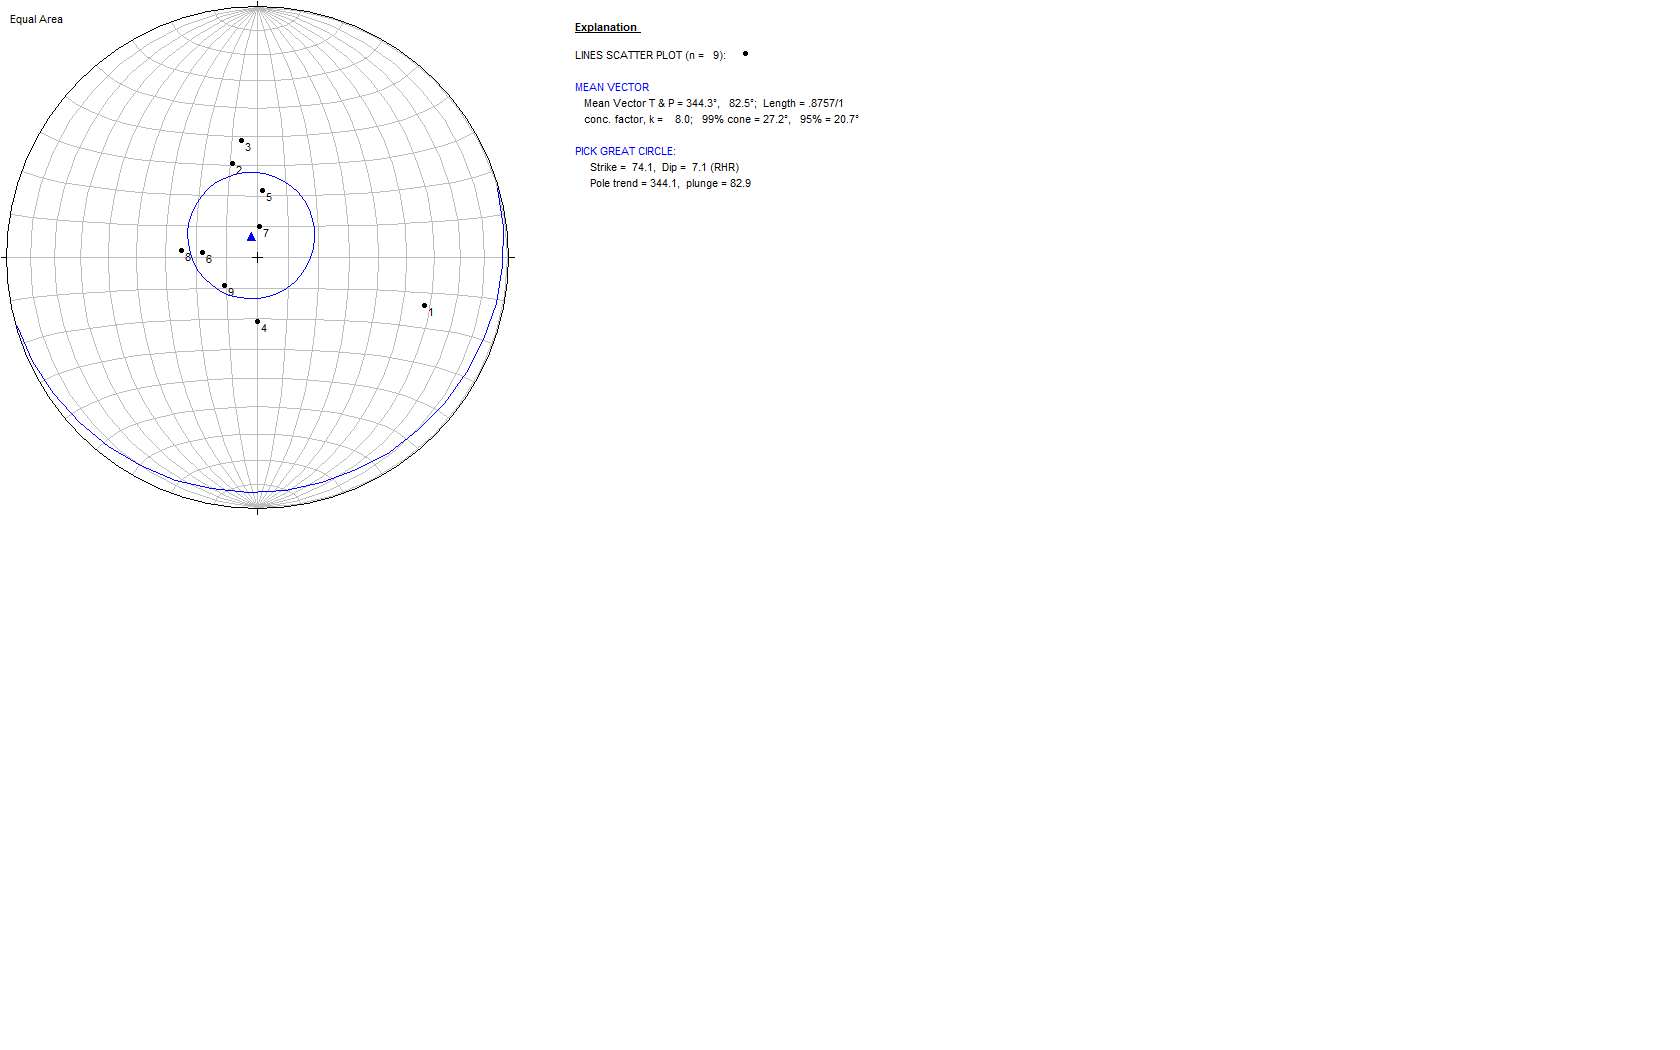 Equal Area
Explanation
LINES SCATTER PLOT (n = 9):
MEAN VECTOR
Mean Vector T & P = 344.3°, 82.5°; Length = .8757/1
conc. factor, k = 8.0; 99% cone = 27.2°, 95% = 20.7°
PICK GREAT CIRCLE:
Strike = 74.1, Dip = 7.1 (RHR)
Pole trend = 344.1, plunge = 82.9
3
2
5
7
8
6
9
1
4